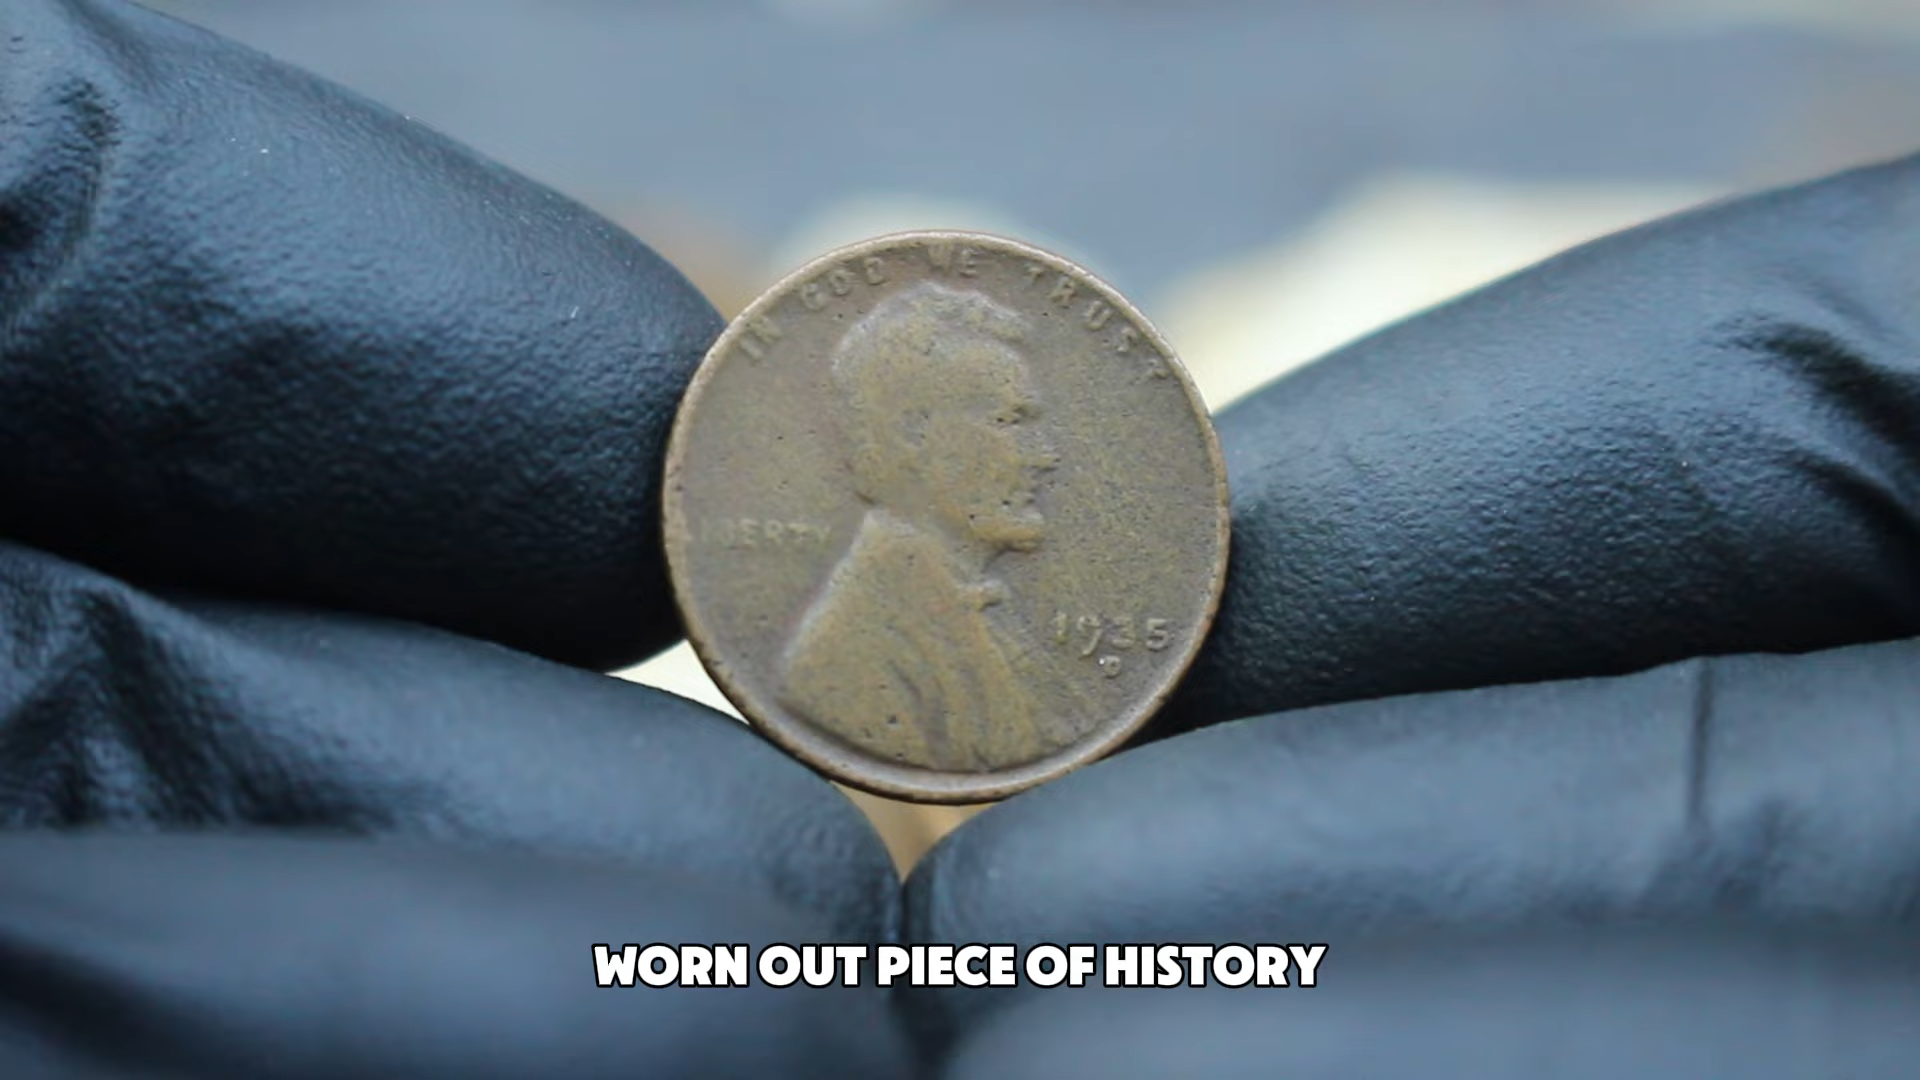 IN GOD WE TRUST
LIBERTY
1935
D
WORN OUT PIECE OF HISTORY